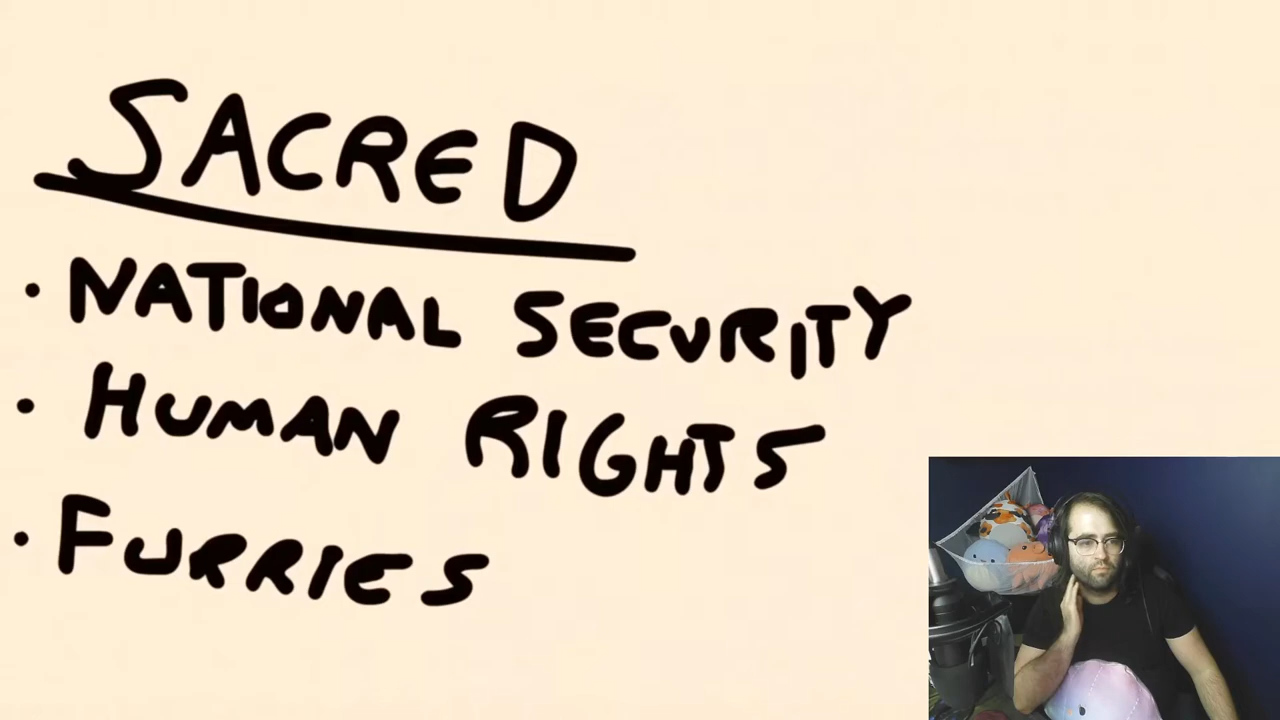 SACRED
· NATIONAL SECURITY
· HUMAN RIGHTS
· FURRIES